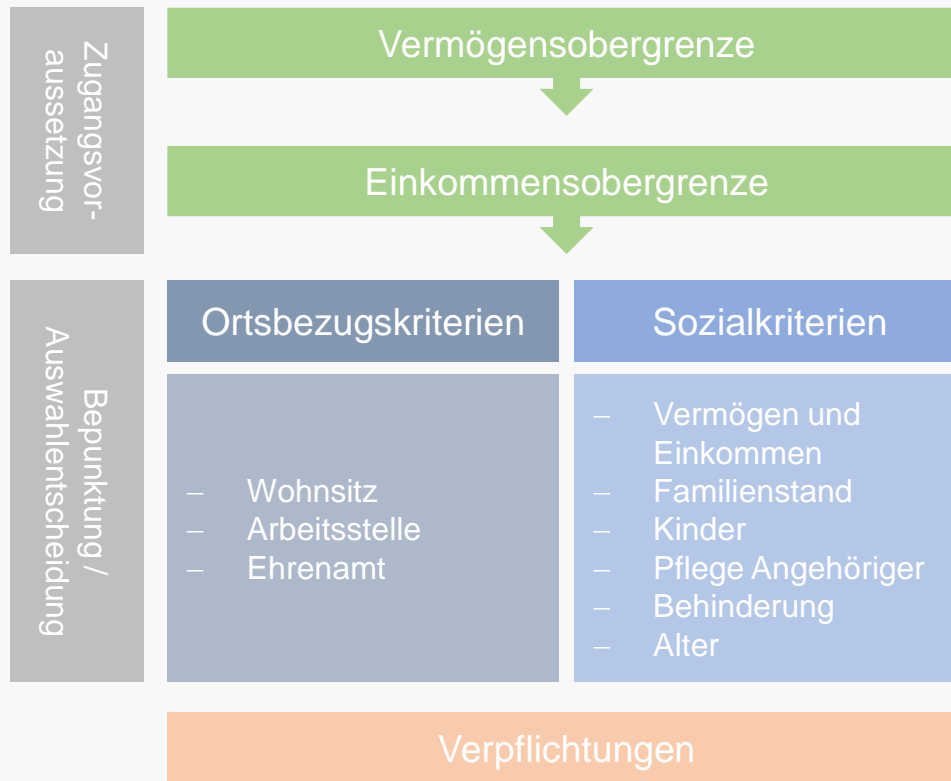 Zugangsvor-
aussetzung
Vermögensobergrenze
Einkommensobergrenze
Bepunktung /
Auswahlentscheidung
Ortsbezugskriterien
– Wohnsitz
– Arbeitsstelle
– Ehrenamt
Sozialkriterien
– Vermögen und
Einkommen
– Familienstand
– Kinder
– Pflege Angehöriger
– Behinderung
– Alter
Verpflichtungen